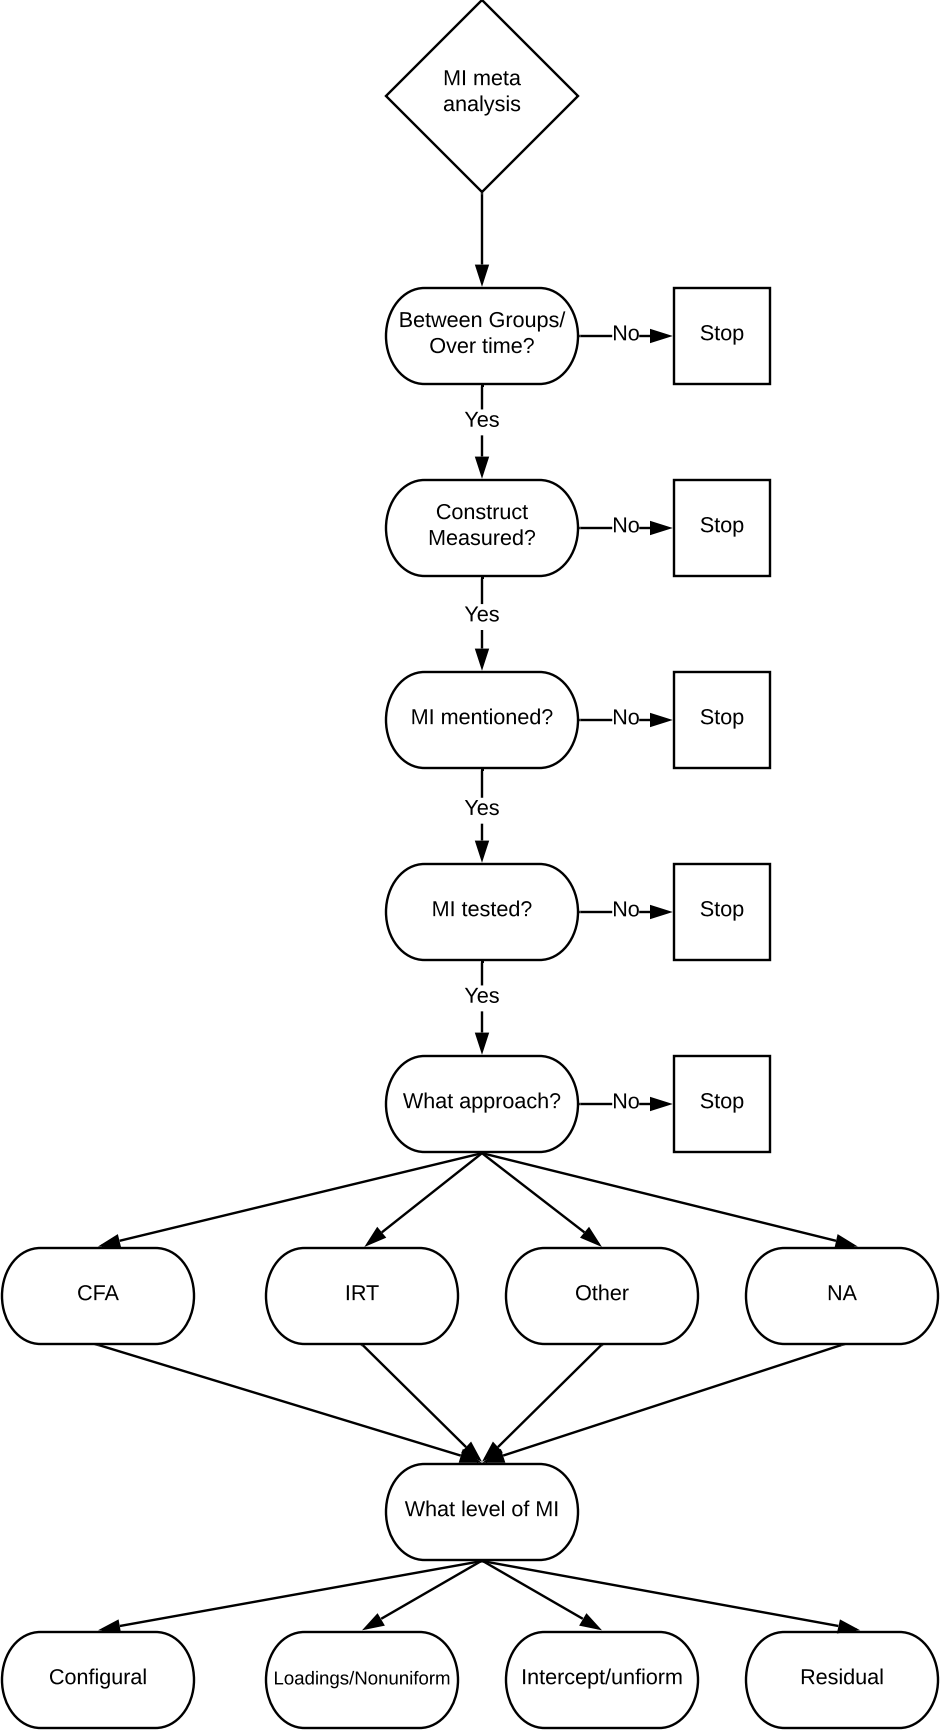 MI meta
analysis
Between Groups/
Over time?
No
Stop
Yes
Construct
Measured?
No
Stop
Yes
MI mentioned?
No
Stop
Yes
MI tested?
No
Stop
Yes
What approach?
No
Stop
CFA
IRT
Other
NA
What level of MI
Configural
Loadings/Nonuniform
Intercept/unfiorm
Residual